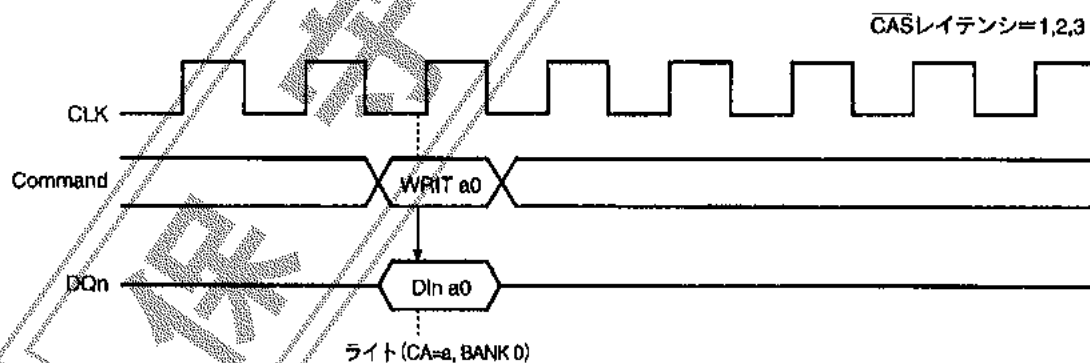 CASレイテンシ=1,2,3
CLK
Command
WRIT a0
DQn
DIn a0
ライト(CA=a, BANK 0)